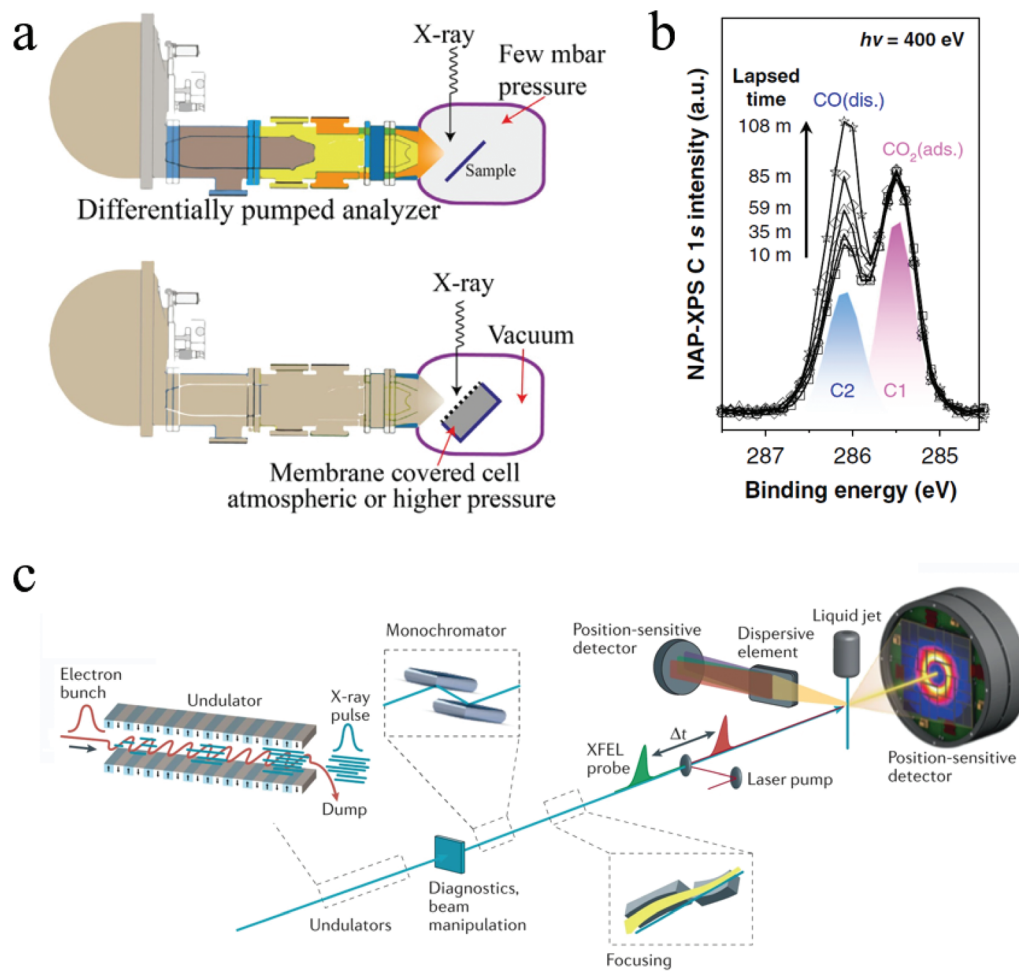 a
X-ray
Few mbar
pressure
Sample
Differentially pumped analyzer
X-ray
Vacuum
Membrane covered cell
atmospheric or higher pressure
b
hν = 400 eV
Lapsed
time
CO(dis.)
108 m
CO₂(ads.)
85 m
59 m
35 m
10 m
C2
C1
NAP-XPS C 1s intensity (a.u.)
287
286
285
Binding energy (eV)
c
Electron
bunch
Undulator
X-ray
pulse
Dump
Monochromator
Position-sensitive
detector
Dispersive
element
Liquid jet
XFEL
probe
Δt
Laser pump
Position-sensitive
detector
Undulators
Diagnostics,
beam
manipulation
Focusing